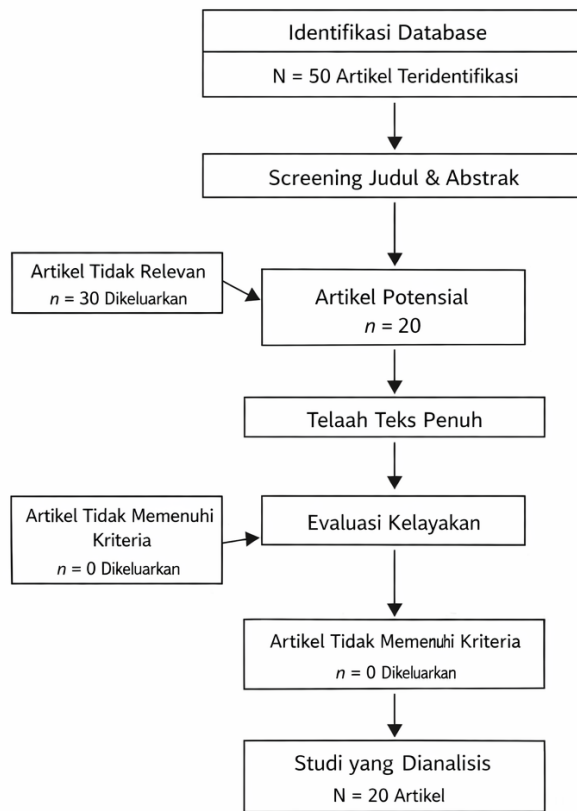 Identifikasi Database
N = 50 Artikel Teridentifikasi
Screening Judul & Abstrak
Artikel Tidak Relevan
n = 30 Dikeluarkan
Artikel Potensial
n = 20
Telaah Teks Penuh
Artikel Tidak Memenuhi
Kriteria
n = 0 Dikeluarkan
Evaluasi Kelayakan
Artikel Tidak Memenuhi Kriteria
n = 0 Dikeluarkan
Studi yang Dianalisis
N = 20 Artikel